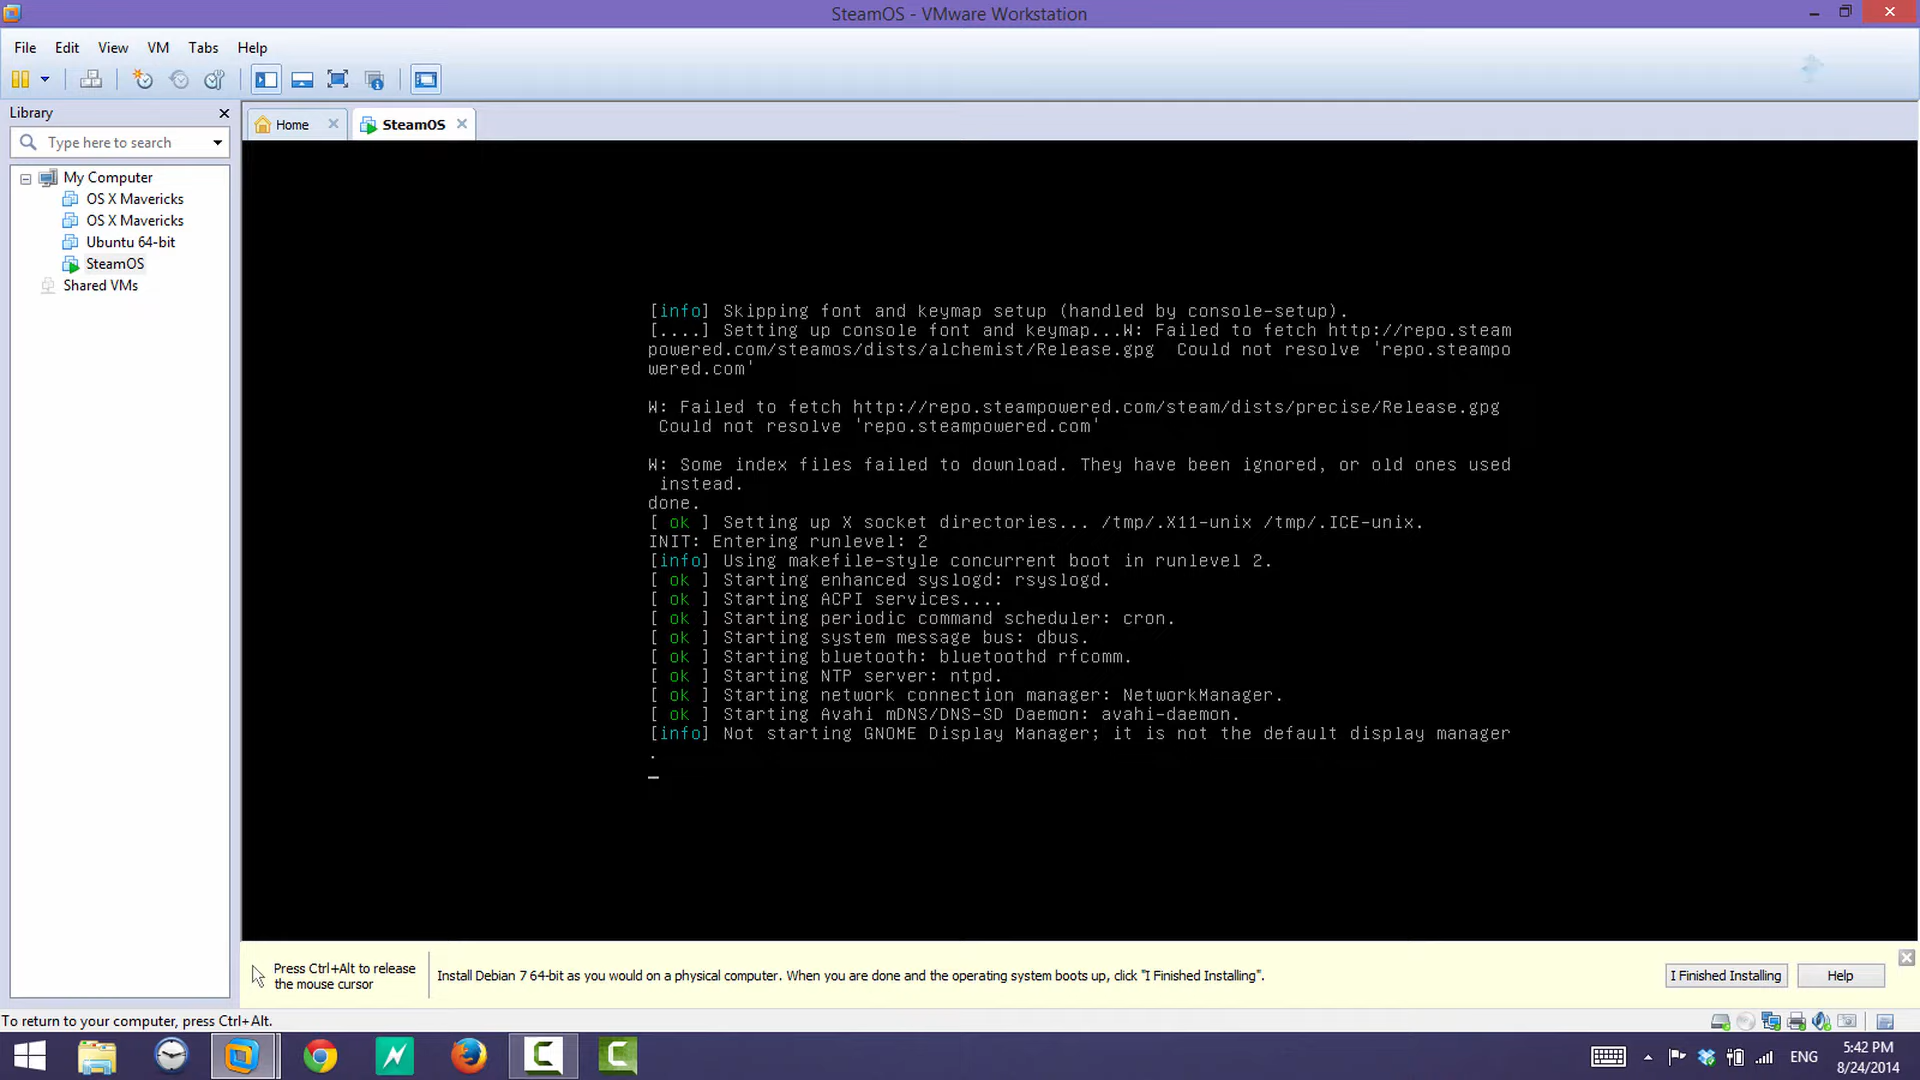 SteamOS - VMware Workstation
File Edit View VM Tabs Help
Library
Type here to search
My Computer
OS X Mavericks
OS X Mavericks
Ubuntu 64-bit
SteamOS
Shared VMs
Home SteamOS
[info] Skipping font and keymap setup (handled by console-setup).
[....] Setting up console font and keymap...W: Failed to fetch http://repo.steam
powered.com/steamos/dists/alchemist/Release.gpg  Could not resolve 'repo.steampo
wered.com'
W: Failed to fetch http://repo.steampowered.com/steam/dists/precise/Release.gpg
Could not resolve 'repo.steampowered.com'
W: Some index files failed to download. They have been ignored, or old ones used
instead.
done.
[ ok ] Setting up X socket directories... /tmp/.X11-unix /tmp/.ICE-unix.
INIT: Entering runlevel: 2
[info] Using makefile-style concurrent boot in runlevel 2.
[ ok ] Starting enhanced syslogd: rsyslogd.
[ ok ] Starting ACPI services....
[ ok ] Starting periodic command scheduler: cron.
[ ok ] Starting system message bus: dbus.
[ ok ] Starting bluetooth: bluetoothd rfcomm.
[ ok ] Starting NTP server: ntpd.
[ ok ] Starting network connection manager: NetworkManager.
[ ok ] Starting Avahi mDNS/DNS-SD Daemon: avahi-daemon.
[info] Not starting GNOME Display Manager; it is not the default display manager
.
_
Press Ctrl+Alt to release
the mouse cursor
Install Debian 7 64-bit as you would on a physical computer. When you are done and the operating system boots up, click "I Finished Installing".
I Finished Installing
Help
To return to your computer, press Ctrl+Alt.
ENG
5:42 PM
8/24/2014